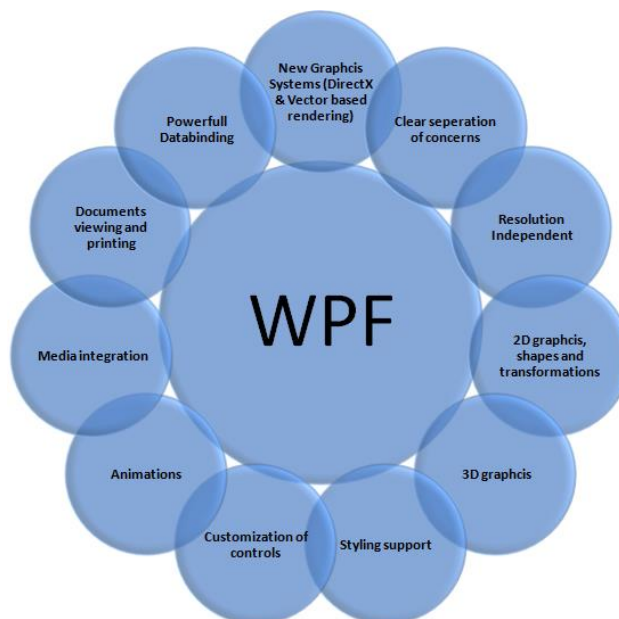 New Graphcis
Systems (DirectX
& Vector based
rendering)
Clear seperation
of concerns
Resolution
Independent
2D graphcis,
shapes and
transformations
3D graphcis
Styling support
Customization of
controls
Animations
Media integration
Documents
viewing and
printing
Powerfull
Databinding
WPF